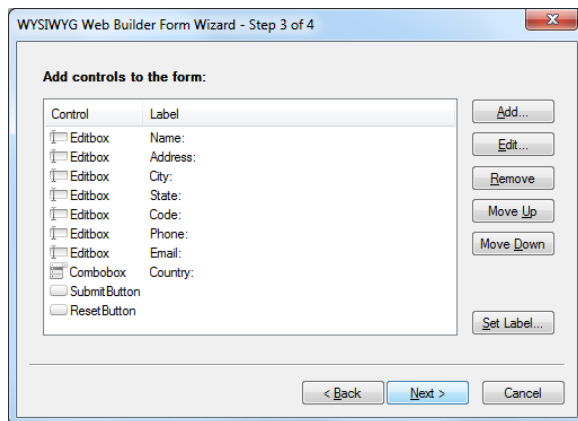 WYSIWYG Web Builder Form Wizard - Step 3 of 4
Add controls to the form:
Control Label
Editbox Name:
Editbox Address:
Editbox City:
Editbox State:
Editbox Code:
Editbox Phone:
Editbox Email:
Combobox Country:
SubmitButton
ResetButton
Add...
Edit...
Remove
Move Up
Move Down
Set Label...
< Back Next > Cancel